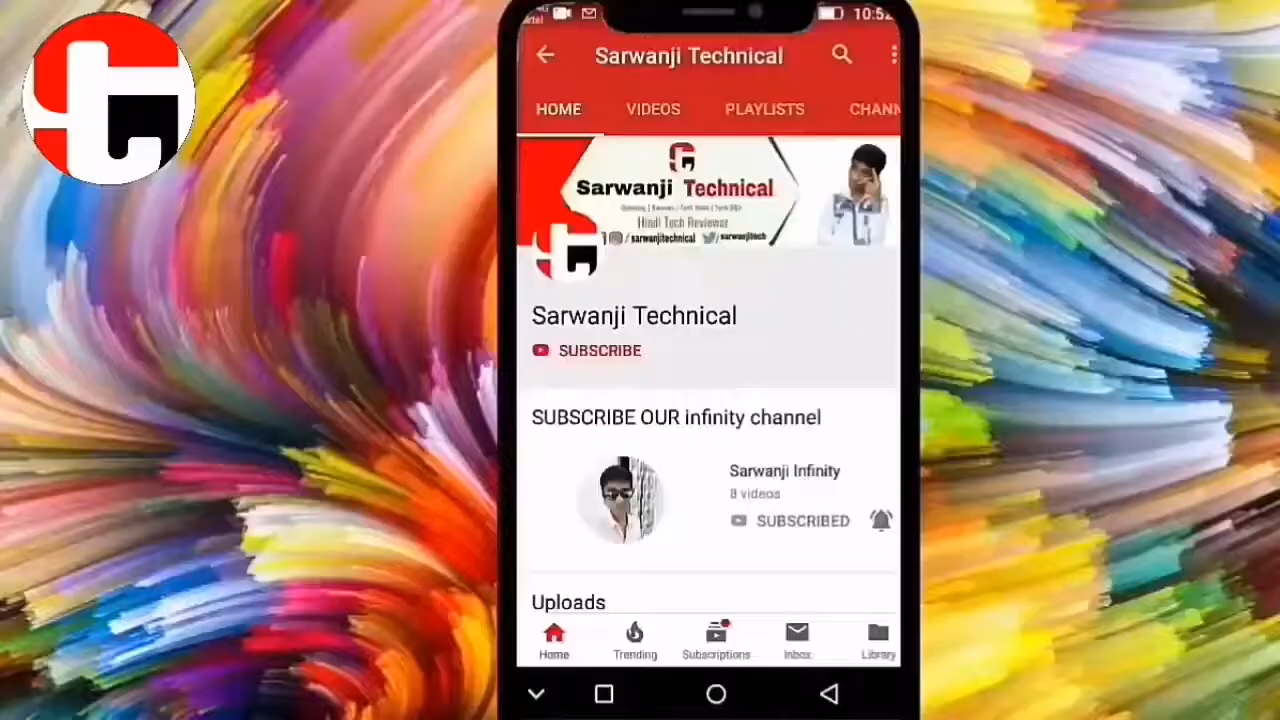 10:52
Sarwanji Technical
HOME VIDEOS PLAYLISTS CHANN
Sarwanji Technical
Hindi Tech Reviewer
/sarwanjitechnical /sarwanjitech
Sarwanji Technical
SUBSCRIBE
SUBSCRIBE OUR infinity channel
Sarwanji Infinity
8 videos
SUBSCRIBED
Uploads
Home Trending Subscriptions Inbox Library